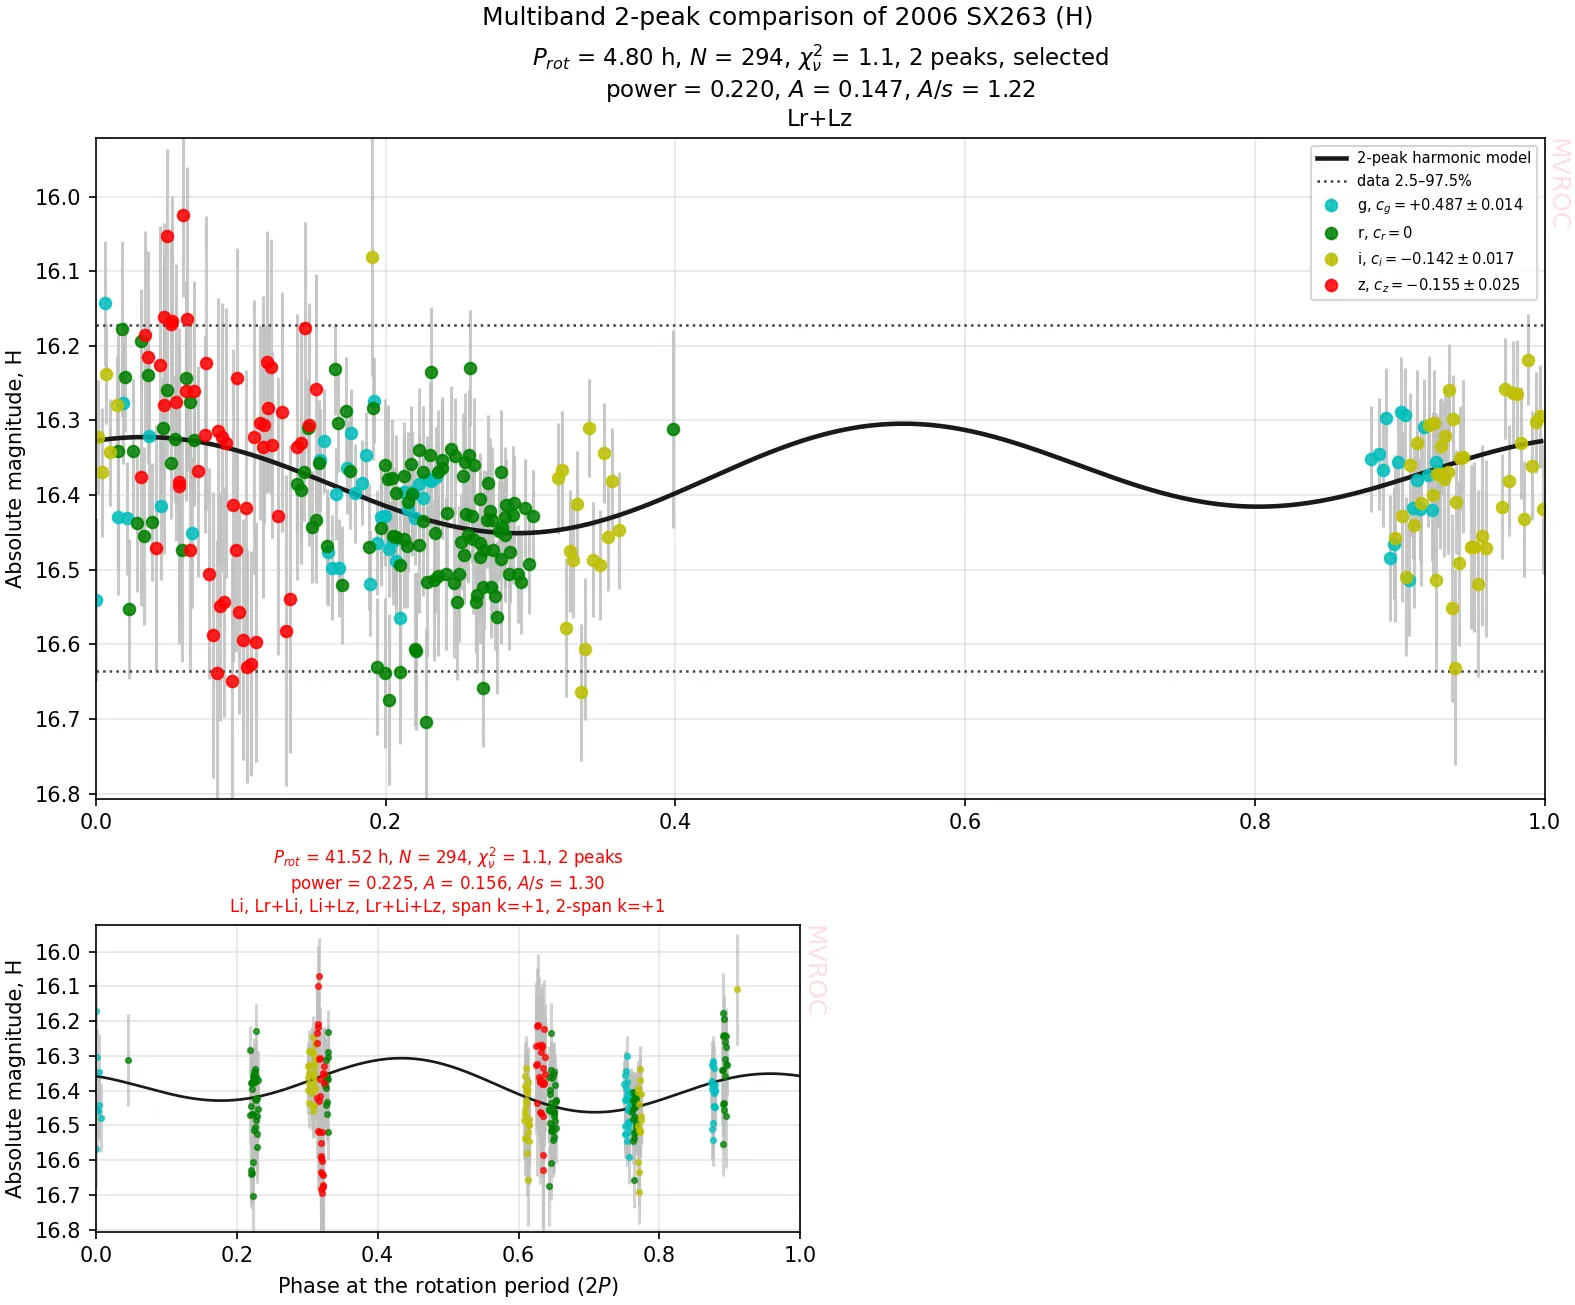 Multiband 2-peak comparison of 2006 SX263 (H)
P_rot = 4.80 h, N = 294, χ²_ν = 1.1, 2 peaks, selected
power = 0.220, A = 0.147, A/s = 1.22
Lr+Lz
MVROC
2-peak harmonic model
data 2.5–97.5%
g, c_g = +0.487 ± 0.014
r, c_r = 0
i, c_i = −0.142 ± 0.017
z, c_z = −0.155 ± 0.025
Absolute magnitude, H
16.0
16.1
16.2
16.3
16.4
16.5
16.6
16.7
16.8
0.0 0.2 0.4 0.6 0.8 1.0
P_rot = 41.52 h, N = 294, χ²_ν = 1.1, 2 peaks
power = 0.225, A = 0.156, A/s = 1.30
Li, Lr+Li, Li+Lz, Lr+Li+Lz, span k=+1, 2-span k=+1
MVROC
Absolute magnitude, H
16.0
16.1
16.2
16.3
16.4
16.5
16.6
16.7
16.8
0.0 0.2 0.4 0.6 0.8 1.0
Phase at the rotation period (2P)